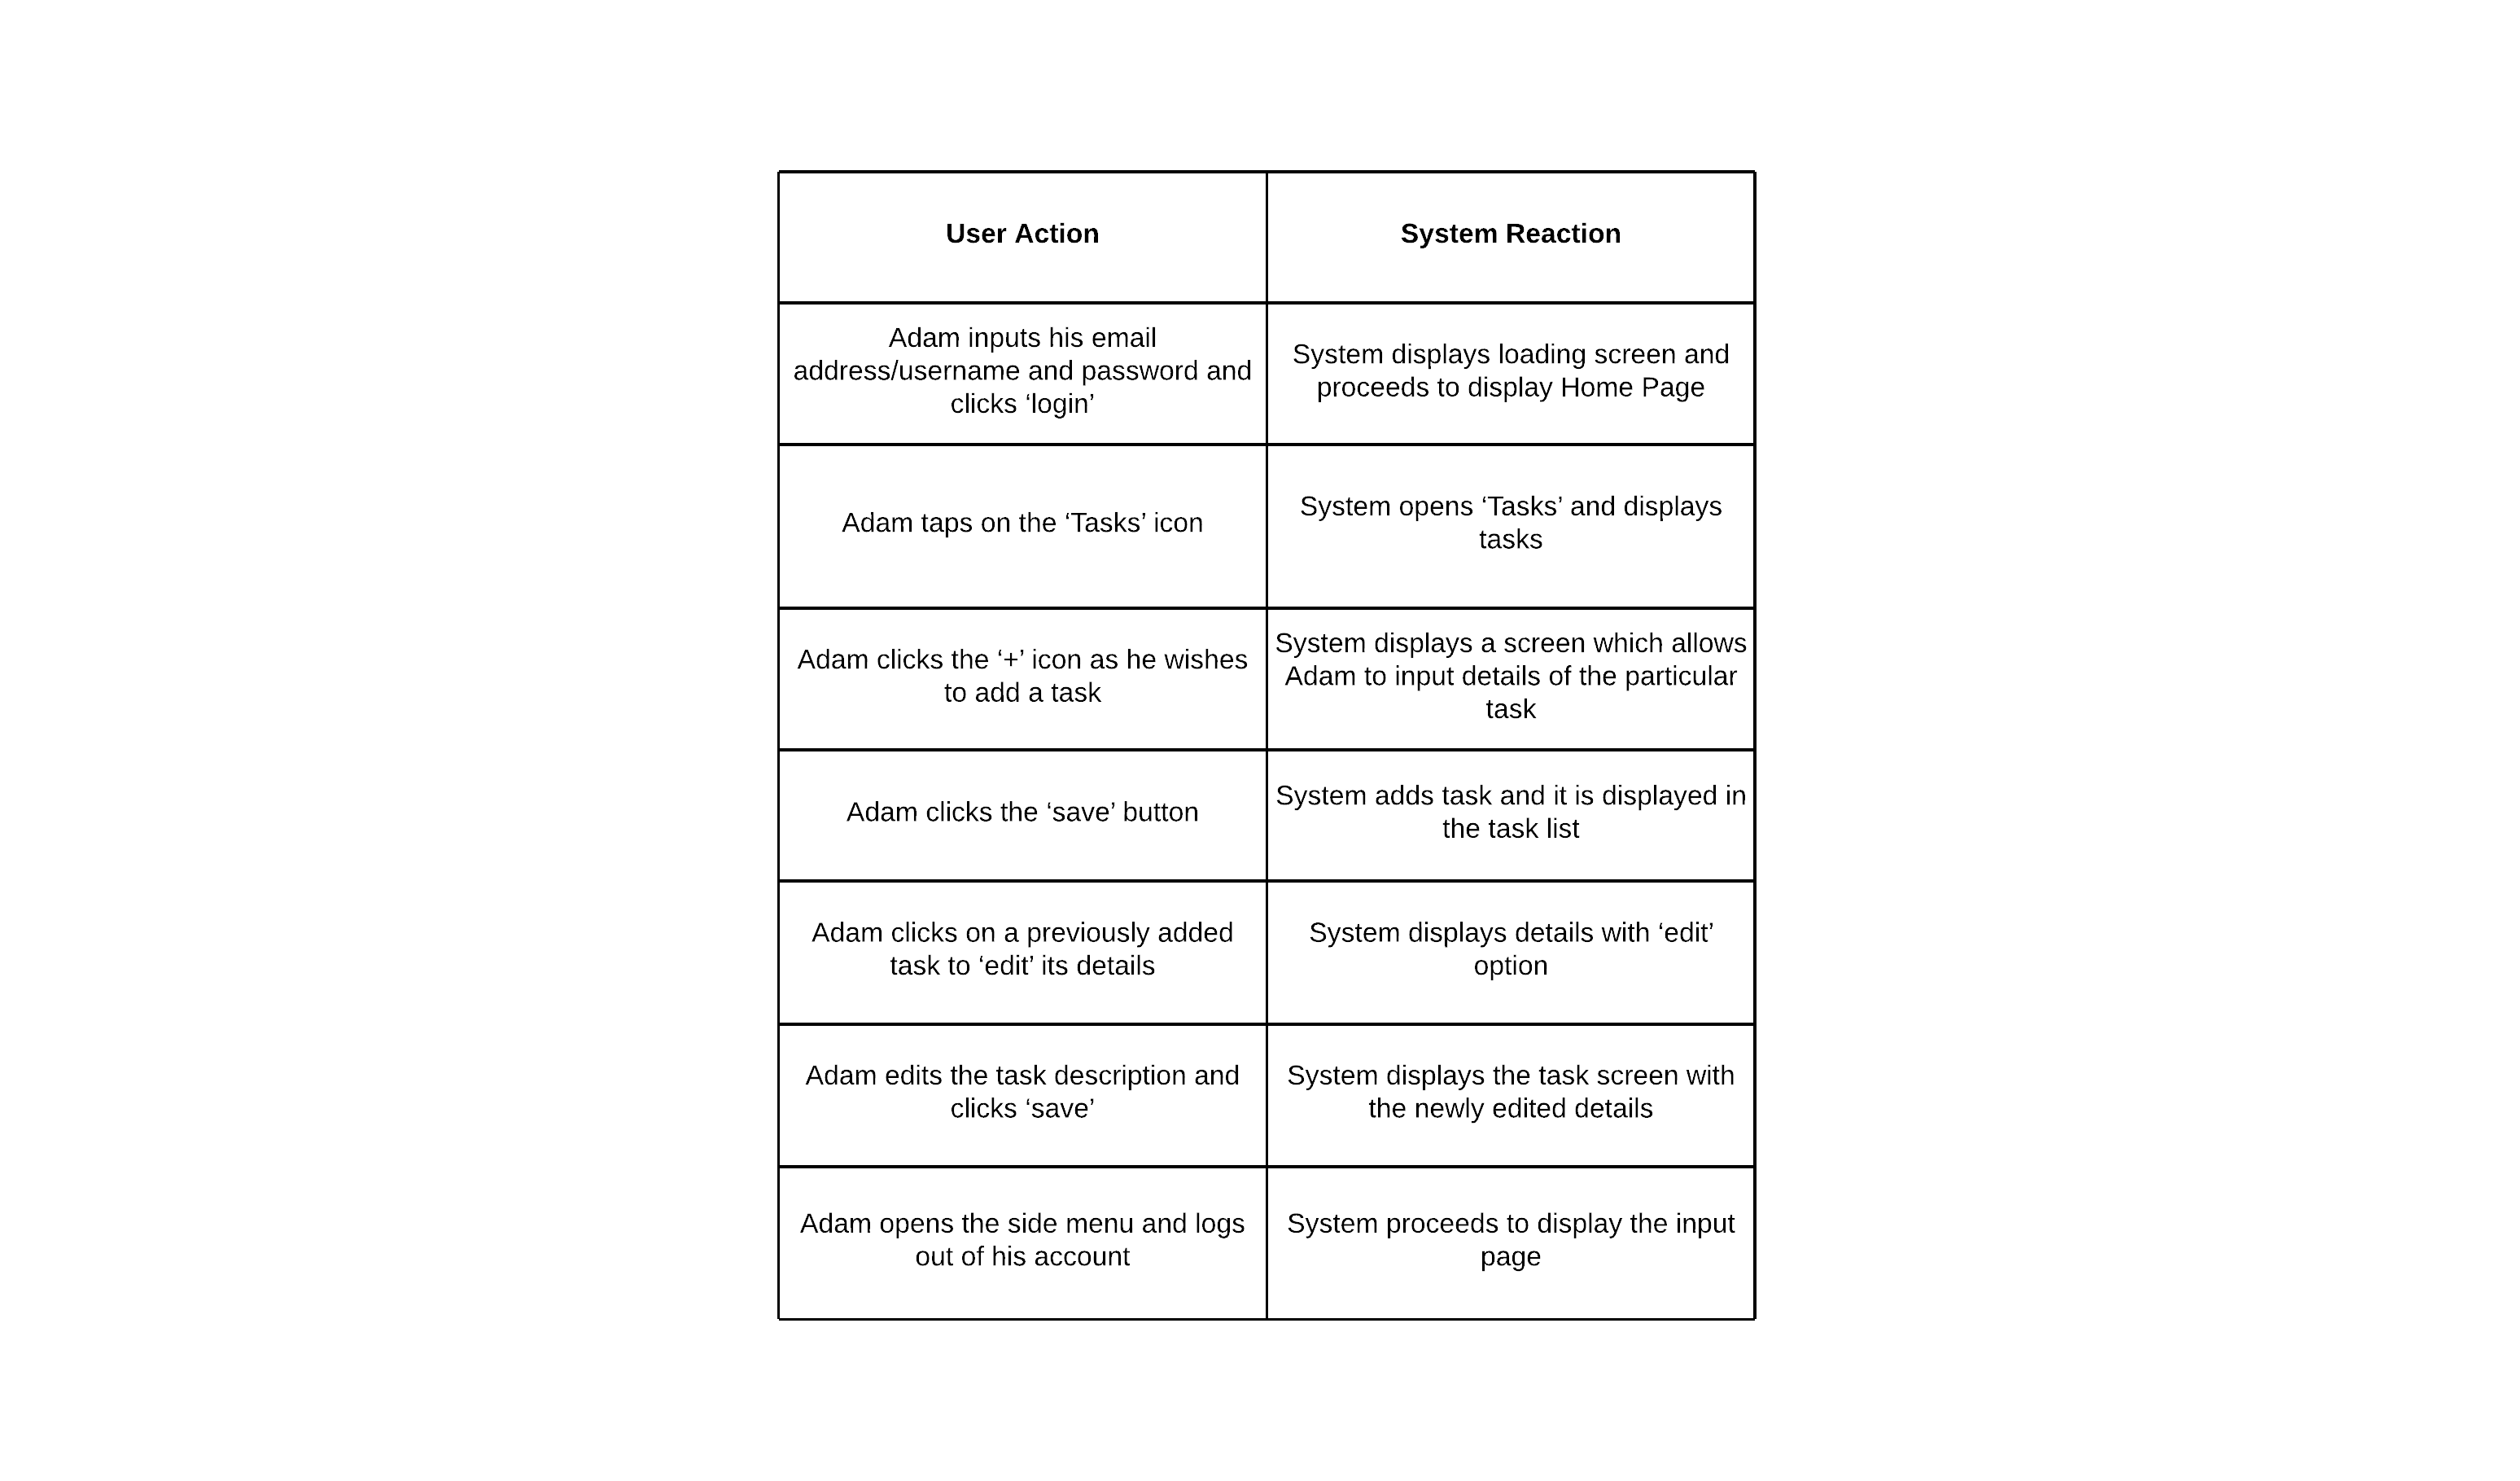 User Action
System Reaction
Adam inputs his email
address/username and password and
clicks ‘login’
System displays loading screen and
proceeds to display Home Page
Adam taps on the ‘Tasks’ icon
System opens ‘Tasks’ and displays
tasks
Adam clicks the ‘+’ icon as he wishes
to add a task
System displays a screen which allows
Adam to input details of the particular
task
Adam clicks the ‘save’ button
System adds task and it is displayed in
the task list
Adam clicks on a previously added
task to ‘edit’ its details
System displays details with ‘edit’
option
Adam edits the task description and
clicks ‘save’
System displays the task screen with
the newly edited details
Adam opens the side menu and logs
out of his account
System proceeds to display the input
page